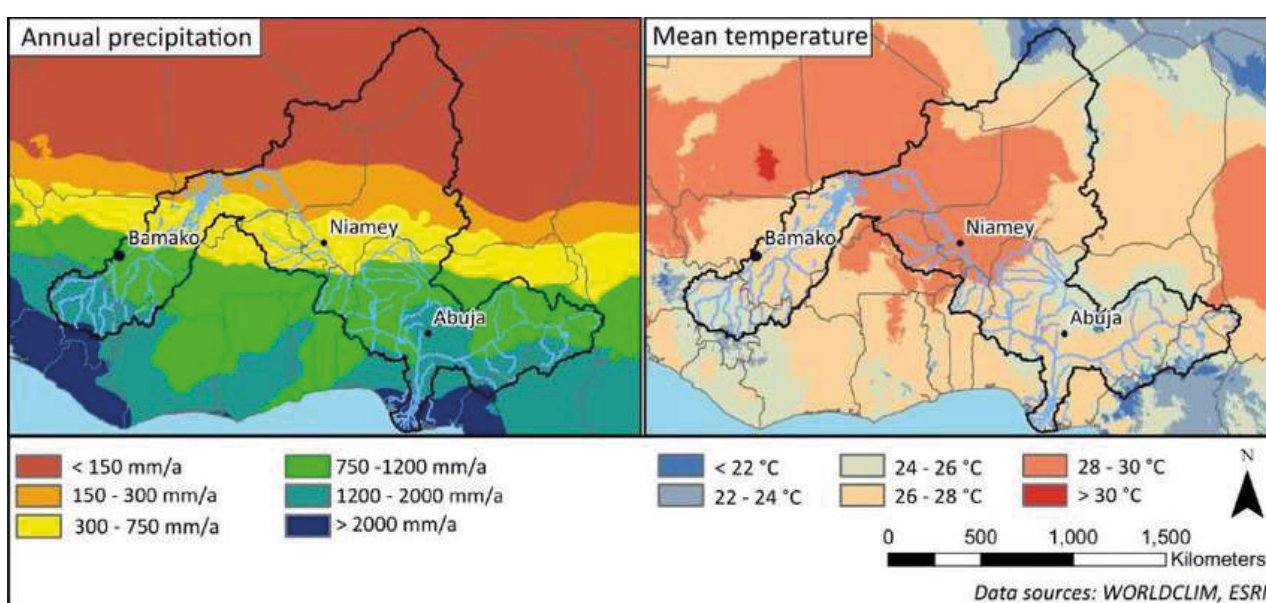 Annual precipitation
Bamako
Niamey
Abuja
Mean temperature
Bamako
Niamey
Abuja
< 150 mm/a
150 - 300 mm/a
300 - 750 mm/a
750 -1200 mm/a
1200 - 2000 mm/a
> 2000 mm/a
< 22 °C
22 - 24 °C
24 - 26 °C
26 - 28 °C
28 - 30 °C
> 30 °C
N
0 500 1,000 1,500
Kilometers
Data sources: WORLDCLIM, ESRI